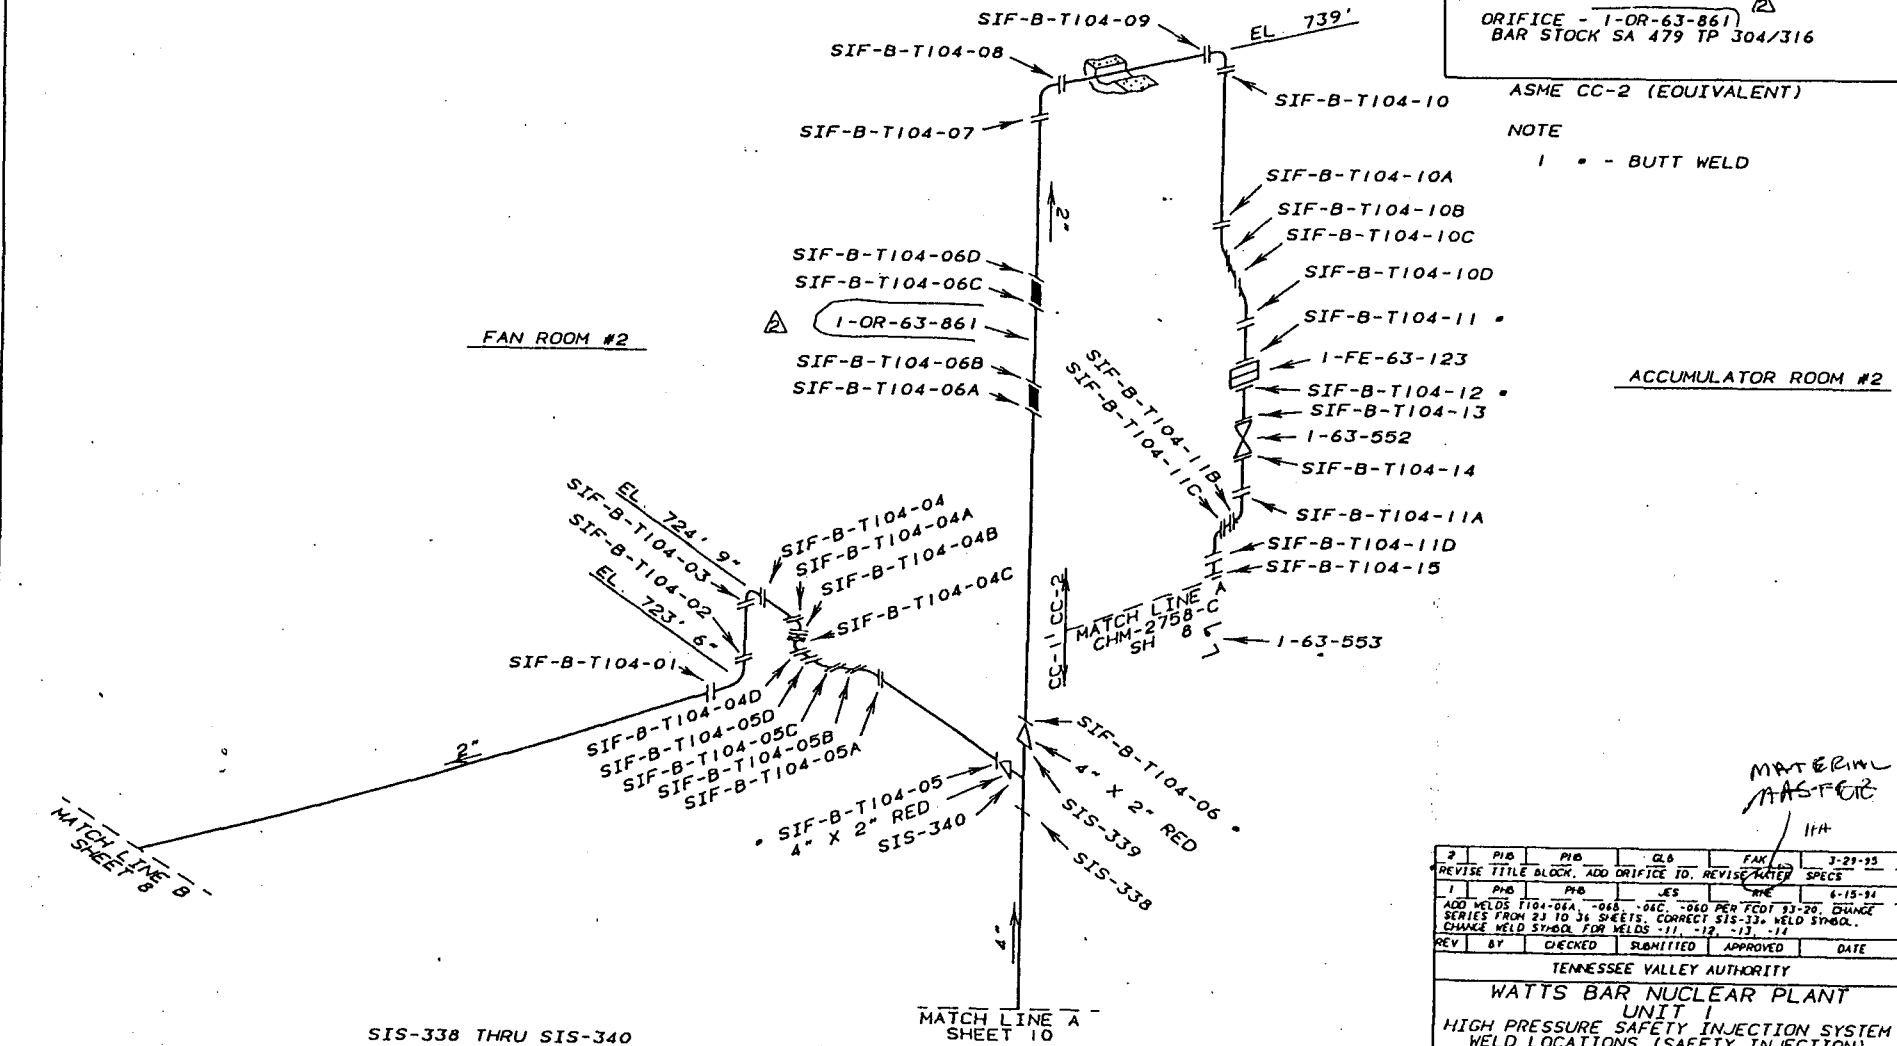 SIF-B-T104-09
EL. 739'
SIF-B-T104-08
2
ORIFICE - 1-OR-63-861
BAR STOCK SA 479 TP 304/316
ASME CC-2 (EQUIVALENT)
NOTE
1 • - BUTT WELD
SIF-B-T104-10
SIF-B-T104-07
SIF-B-T104-10A
SIF-B-T104-10B
SIF-B-T104-10C
SIF-B-T104-10D
2"
SIF-B-T104-06D
SIF-B-T104-06C
2
1-OR-63-861
SIF-B-T104-06B
SIF-B-T104-06A
FAN ROOM #2
SIF-B-T104-11 •
1-FE-63-123
SIF-B-T104-12 •
SIF-B-T104-13
1-63-552
SIF-B-T104-14
SIF-B-T104-11B
SIF-B-T104-11C
SIF-B-T104-11A
SIF-B-T104-11D
SIF-B-T104-15
ACCUMULATOR ROOM #2
EL. 724' 9"
SIF-B-T104-03
SIF-B-T104-02
EL. 723' 6"
SIF-B-T104-01
SIF-B-T104-04
SIF-B-T104-04A
SIF-B-T104-04B
SIF-B-T104-04C
CC-1 CC-2
MATCH LINE A
CHM-2758-C
SH 8
1-63-553
SIF-B-T104-04D
SIF-B-T104-05D
SIF-B-T104-05C
SIF-B-T104-05B
SIF-B-T104-05A
2"
MATCH LINE B
SHEET 8
• SIF-B-T104-05
4" X 2" RED
SIS-340
SIF-B-T104-06 •
4" X 2" RED
SIS-339
SIS-338
4"
MATCH LINE A
SHEET 10
SIS-338 THRU SIS-340
MATERIAL
2 PHB PHB GLB FAK 3-29-95
REVISE TITLE BLOCK, ADD ORIFICE ID, REVISE MATER SPECS
1 PHB PHB JES 6-15-94
ADD WELDS T104-06A, -06B, -06C, -06D PER FCDT 93-20, CHANGE
SERIES FROM 23 TO 36 SHEETS. CORRECT SIS-33 WELD SYMBOL.
CHANGE WELD SYMBOL FOR WELDS -11, -12, -13, -14
REV BY CHECKED SUBMITTED APPROVED DATE
TENNESSEE VALLEY AUTHORITY
WATTS BAR NUCLEAR PLANT
UNIT 1
HIGH PRESSURE SAFETY INJECTION SYSTEM
WELD LOCATIONS (SAFETY INJECTION)